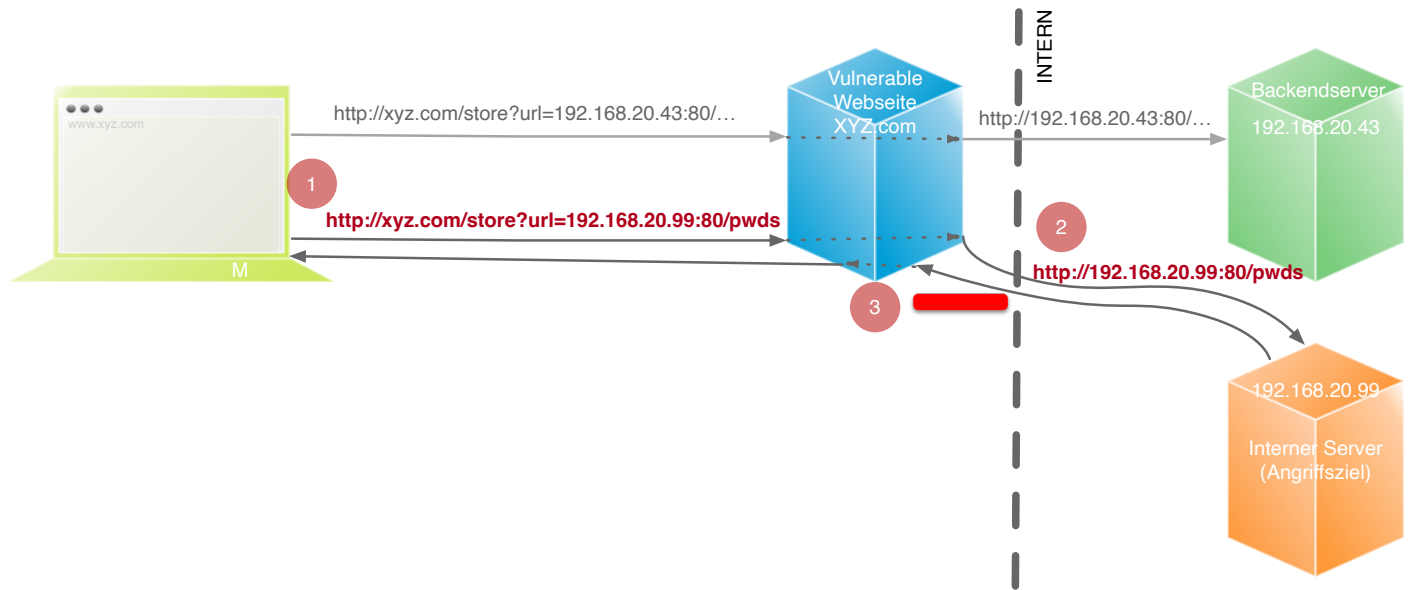 INTERN
Vulnerable
Webseite
XYZ.com
Backendserver
192.168.20.43
www.xyz.com
http://xyz.com/store?url=192.168.20.43:80/…
http://192.168.20.43:80/…
1
http://xyz.com/store?url=192.168.20.99:80/pwds
2
http://192.168.20.99:80/pwds
M
3
192.168.20.99
Interner Server
(Angriffsziel)